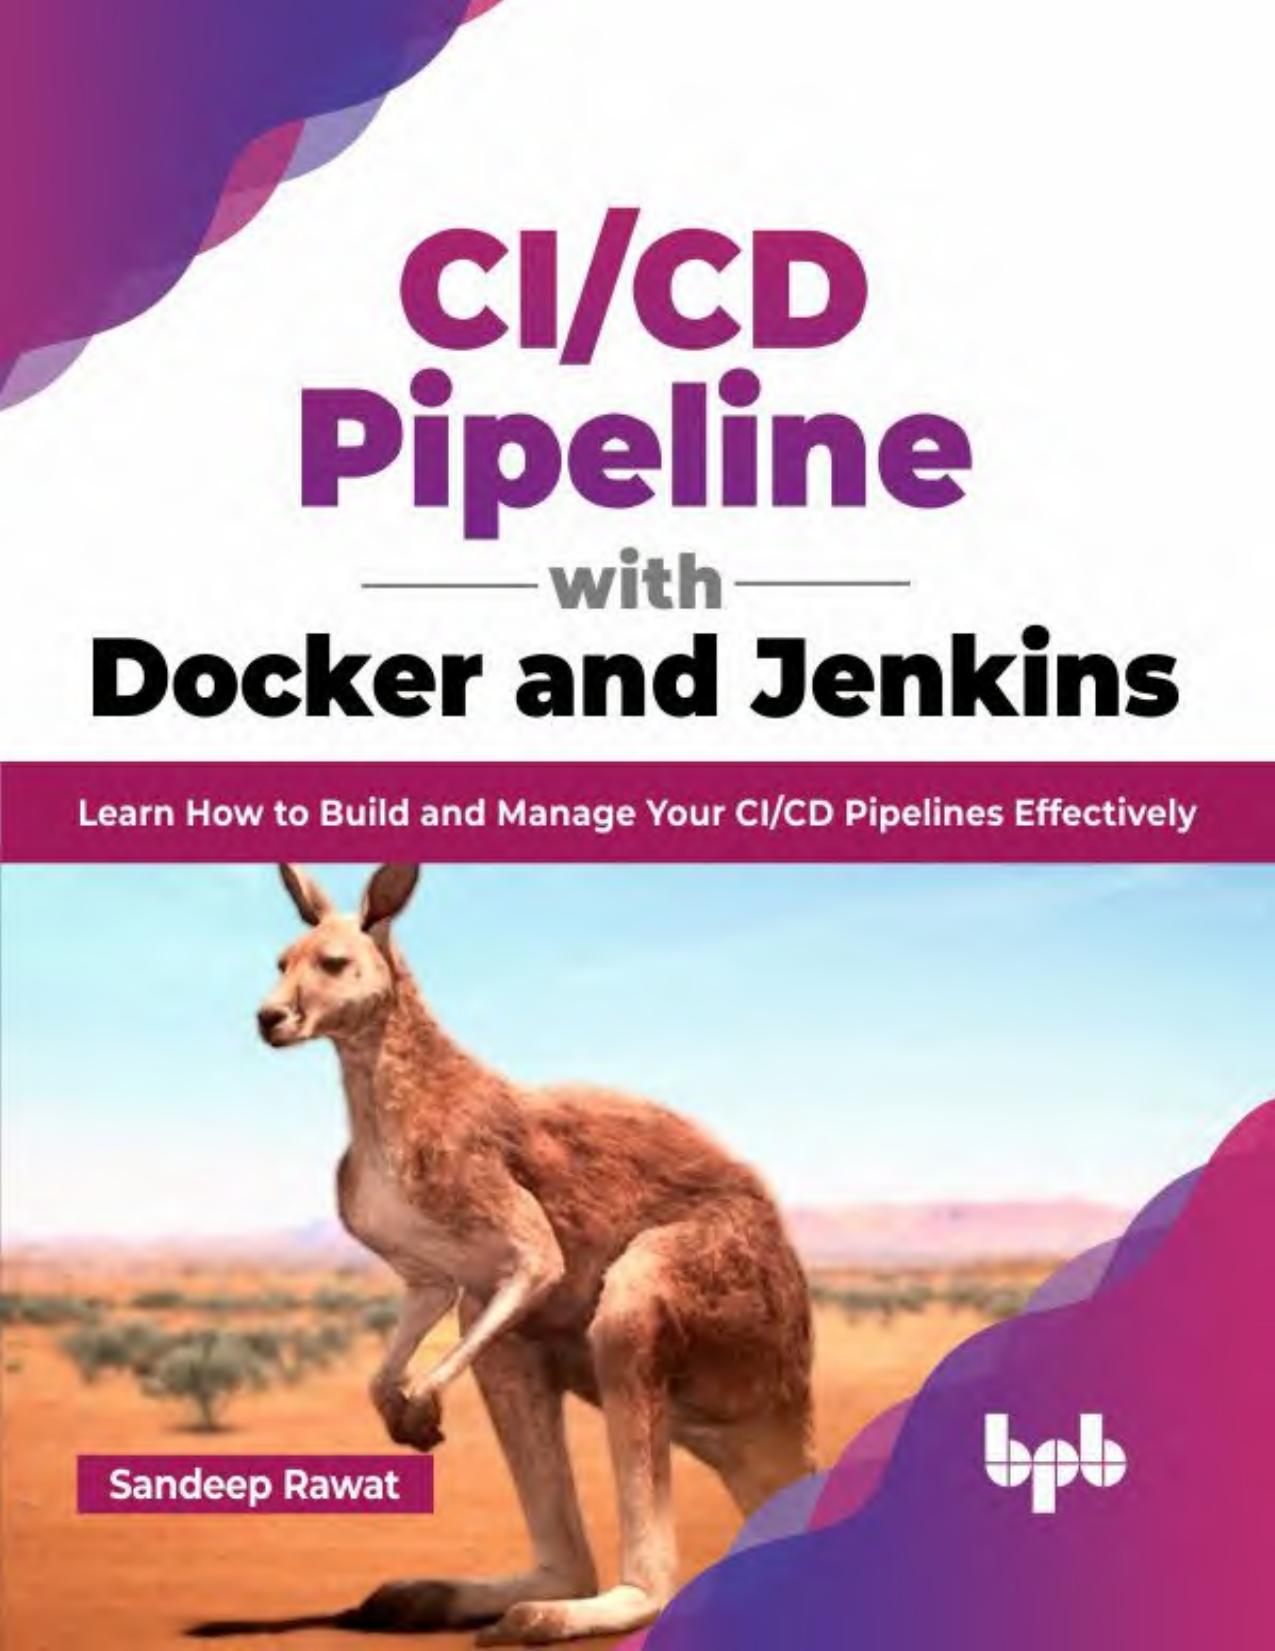 CI/CD
Pipeline
with
Docker and Jenkins
Learn How to Build and Manage Your CI/CD Pipelines Effectively
Sandeep Rawat
bpb